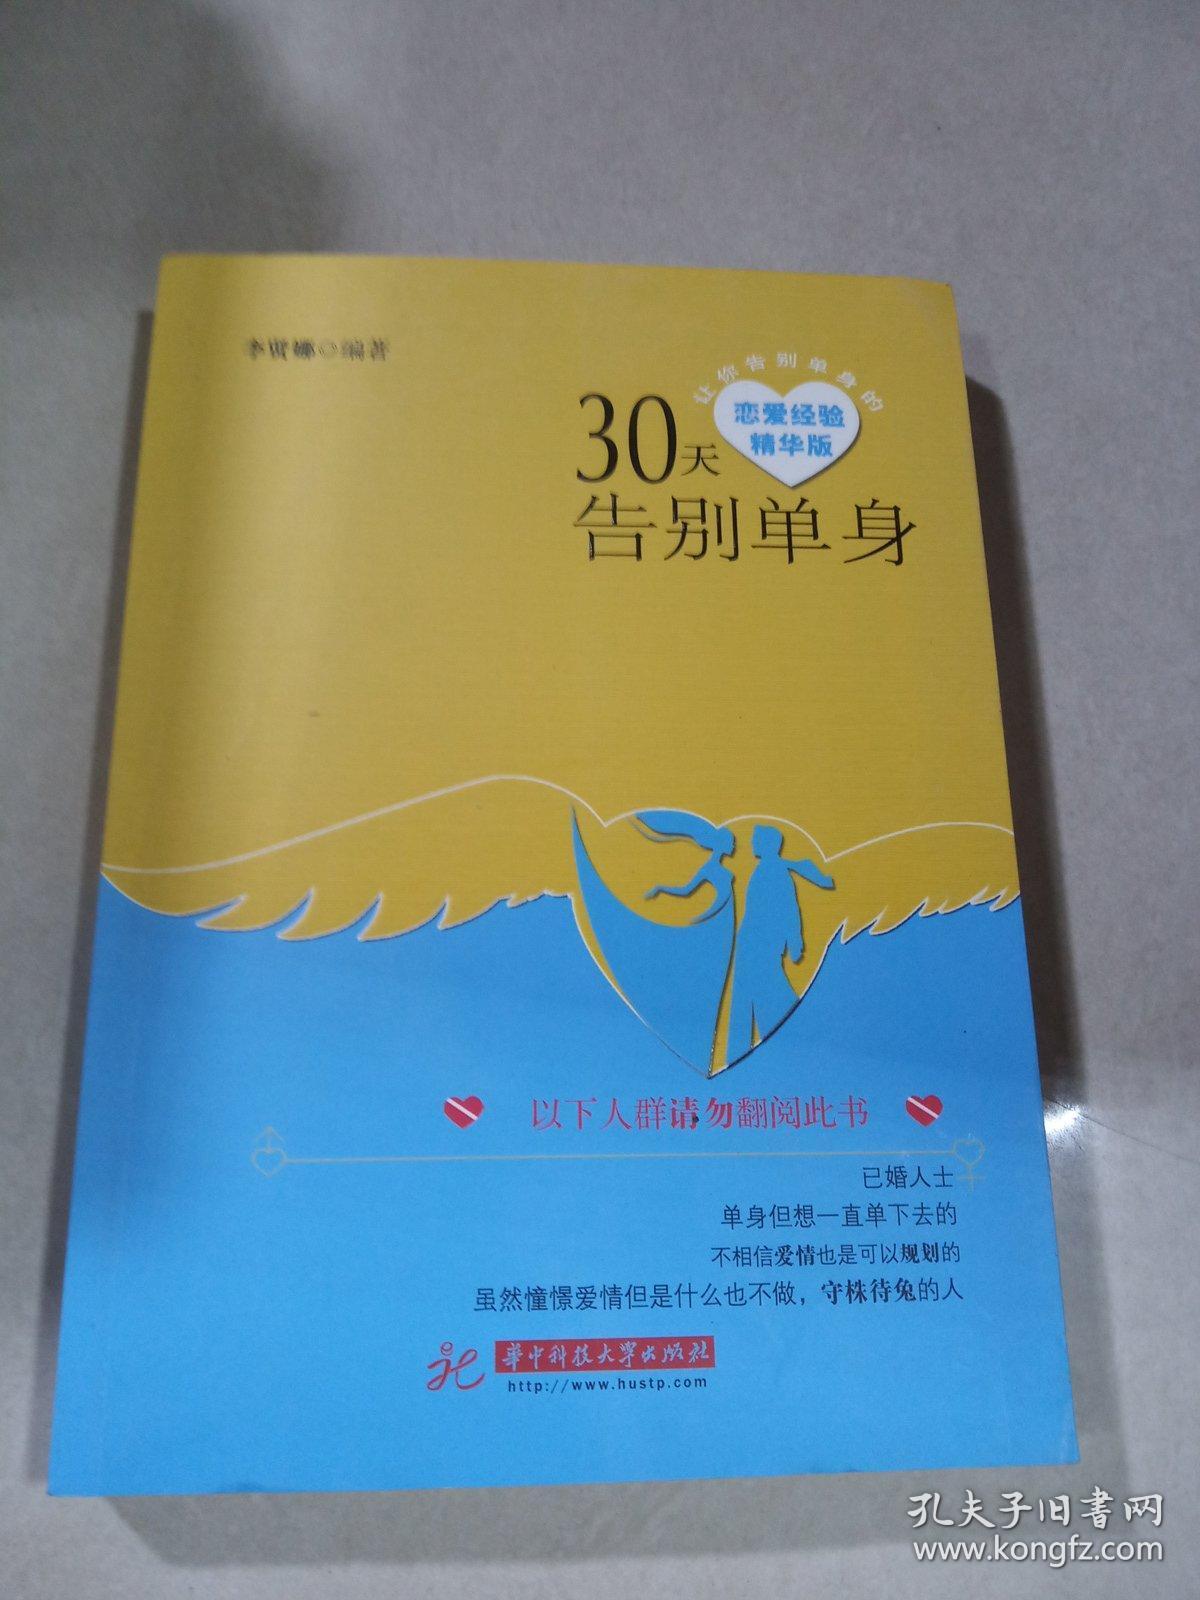 李贤娜◎编著
让你告别单身的
恋爱经验
精华版
30天
告别单身
以下人群请勿翻阅此书
已婚人士
单身但想一直单下去的
不相信爱情也是可以规划的
虽然憧憬爱情但是什么也不做，守株待兔的人
華中科技大学出版社
http://www.hustp.com
孔夫子旧書网
www.kongfz.com